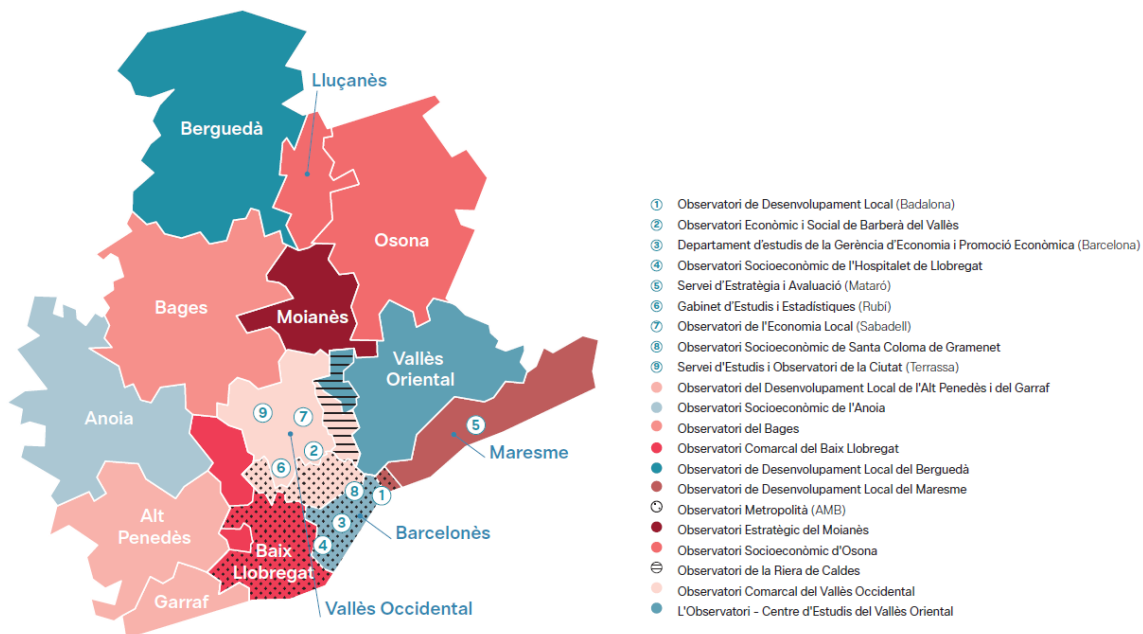 Lluçanès
Berguedà
Osona
Bages
Moianès
Vallès
Oriental
Anoia
9
7
5
2
Maresme
6
8
1
Alt
Penedès
3
Barcelonès
4
Baix
Llobregat
Garraf
Vallès Occidental
1 Observatori de Desenvolupament Local (Badalona)
2 Observatori Econòmic i Social de Barberà del Vallès
3 Departament d'estudis de la Gerència d'Economia i Promoció Econòmica (Barcelona)
4 Observatori Socioeconòmic de l'Hospitalet de Llobregat
5 Servei d'Estratègia i Avaluació (Mataró)
6 Gabinet d'Estudis i Estadístiques (Rubí)
7 Observatori de l'Economia Local (Sabadell)
8 Observatori Socioeconòmic de Santa Coloma de Gramenet
9 Servei d'Estudis i Observatori de la Ciutat (Terrassa)
Observatori del Desenvolupament Local de l'Alt Penedès i del Garraf
Observatori Socioeconòmic de l'Anoia
Observatori del Bages
Observatori Comarcal del Baix Llobregat
Observatori de Desenvolupament Local del Berguedà
Observatori de Desenvolupament Local del Maresme
Observatori Metropolità (AMB)
Observatori Estratègic del Moianès
Observatori Socioeconòmic d'Osona
Observatori de la Riera de Caldes
Observatori Comarcal del Vallès Occidental
L'Observatori - Centre d'Estudis del Vallès Oriental